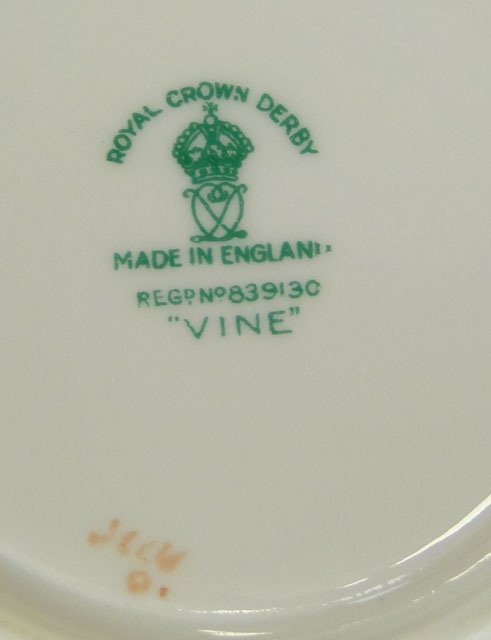 ROYAL CROWN DERBY
MADE IN ENGLAND
REGD NO 839130
"VINE"